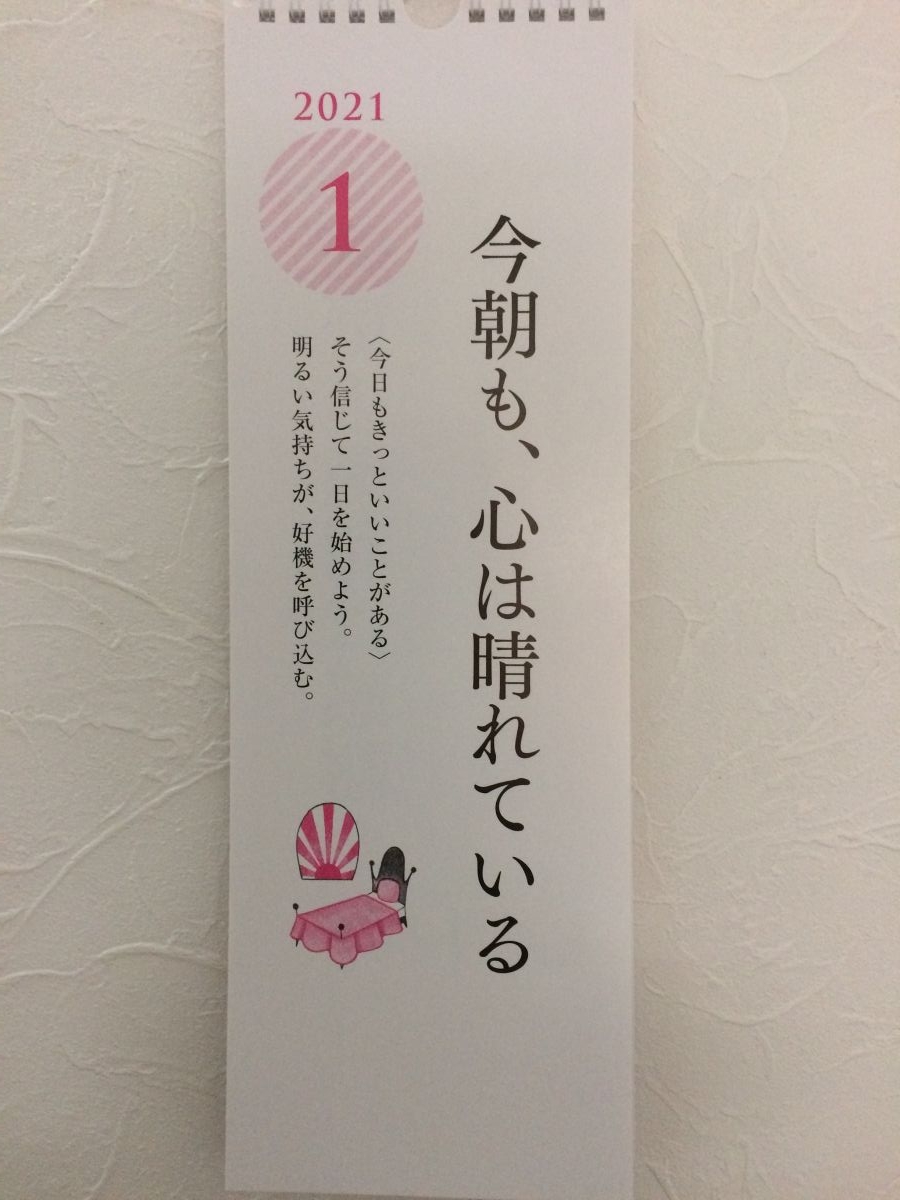 2021
1
今朝も、心は晴れている
〈今日もきっといいことがある〉
そう信じて一日を始めよう。
明るい気持ちが、好機を呼び込む。